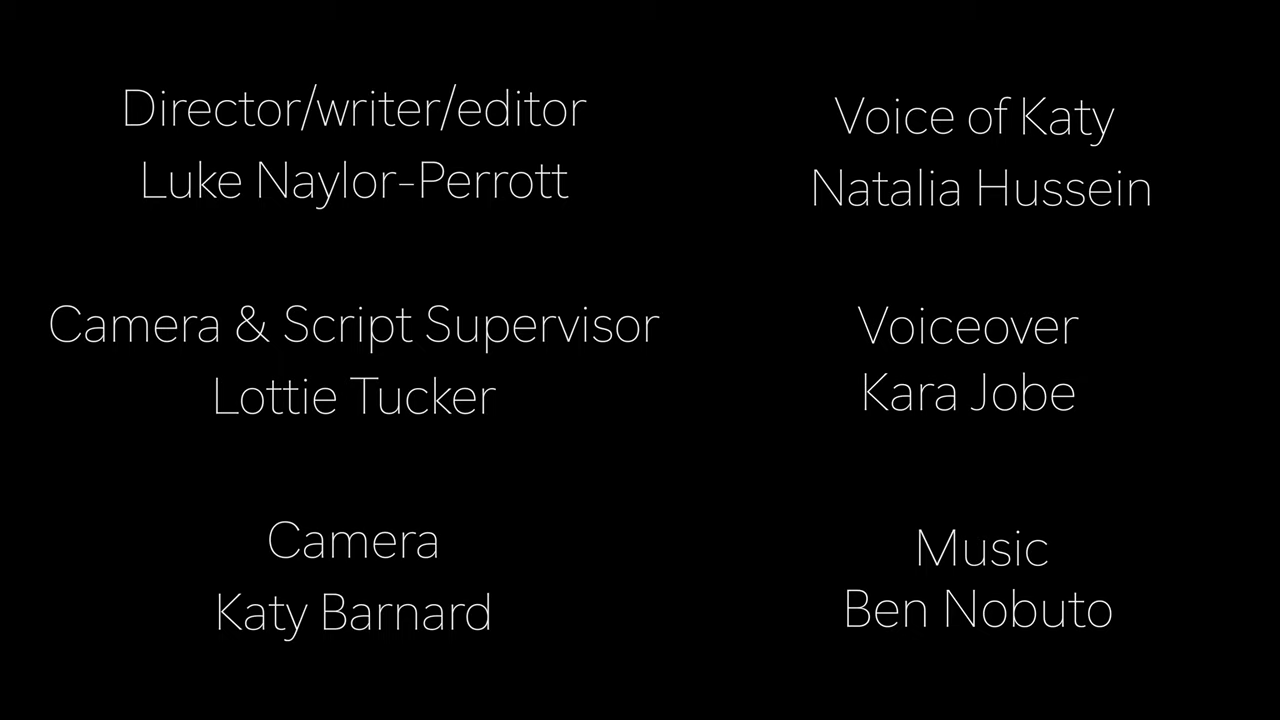 Director/writer/editor
Luke Naylor-Perrott
Camera & Script Supervisor
Lottie Tucker
Camera
Katy Barnard
Voice of Katy
Natalia Hussein
Voiceover
Kara Jobe
Music
Ben Nobuto